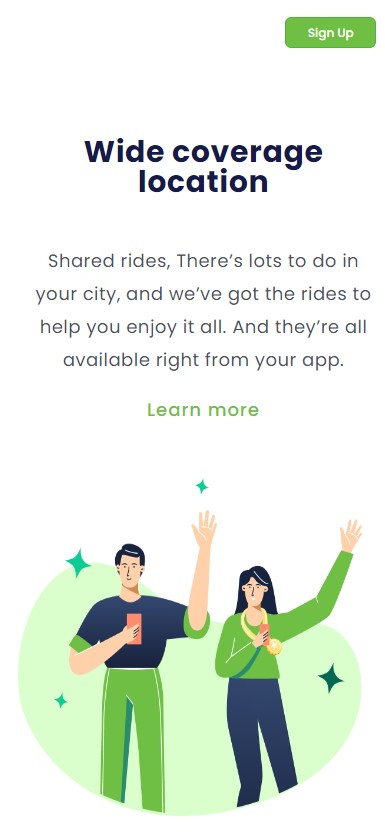 Sign Up
Wide coverage
location
Shared rides, There's lots to do in
your city, and we've got the rides to
help you enjoy it all. And they're all
available right from your app.
Learn more